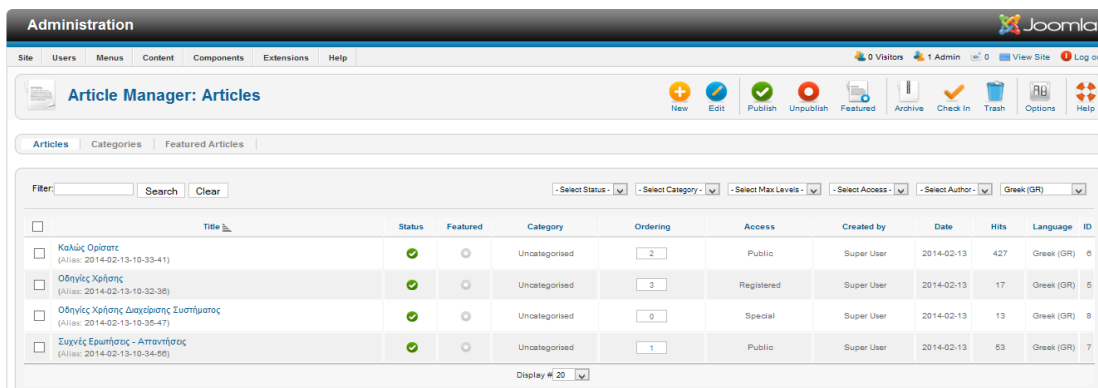 Administration
Joomla
Site Users Menus Content Components Extensions Help
0 Visitors 1 Admin 0 View Site Log ou
Article Manager: Articles
New Edit Publish Unpublish Featured Archive Check In Trash Options Help
Articles Categories Featured Articles
Filter: Search Clear - Select Status - - Select Category - - Select Max Levels - - Select Access - - Select Author - Greek (GR)
Title Status Featured Category Ordering Access Created by Date Hits Language ID
Καλώς Ορίσατε
(Alias: 2014-02-13-10-33-41) Uncategorised 2 Public Super User 2014-02-13 427 Greek (GR) 6
Οδηγίες Χρήσης
(Alias: 2014-02-13-10-32-36) Uncategorised 3 Registered Super User 2014-02-13 17 Greek (GR) 5
Οδηγίες Χρήσης Διαχείρισης Συστήματος
(Alias: 2014-02-13-10-35-47) Uncategorised 0 Special Super User 2014-02-13 13 Greek (GR) 8
Συχνές Ερωτήσεις - Απαντήσεις
(Alias: 2014-02-13-10-34-56) Uncategorised 1 Public Super User 2014-02-13 53 Greek (GR) 7
Display # 20